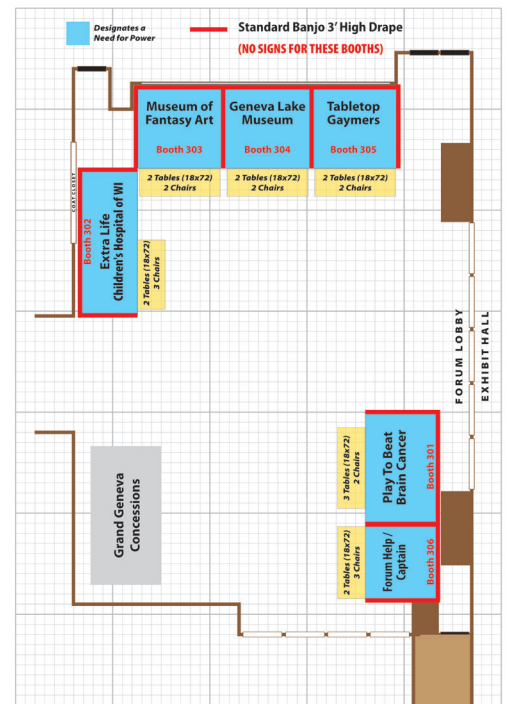 Designates a
Need for Power
Standard Banjo 3' High Drape
(NO SIGNS FOR THESE BOOTHS)
Museum of
Fantasy Art
Booth 303
Geneva Lake
Museum
Booth 304
Tabletop
Gaymers
Booth 305
2 Tables (18x72)
2 Chairs
2 Tables (18x72)
2 Chairs
2 Tables (18x72)
2 Chairs
COAT CLOSET
Booth 302
Extra Life
Children's Hospital of WI
2 Tables (18x72)
3 Chairs
FORUM LOBBY
EXHIBIT HALL
3 Tables (18x72)
2 Chairs
Play To Beat
Brain Cancer
Booth 301
Grand Geneva
Concessions
2 Tables (18x72)
3 Chairs
Forum Help /
Captain
Booth 306